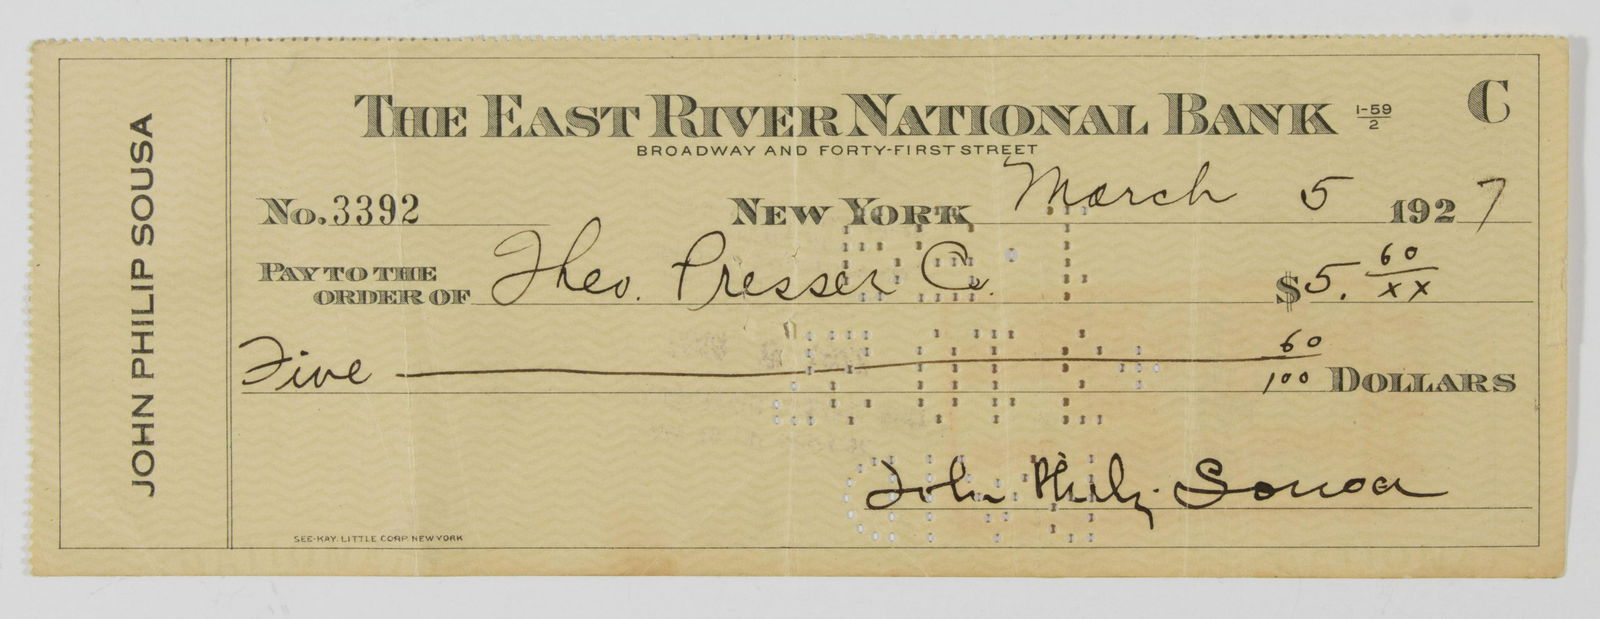 JOHN PHILIP SOUSA
THE EAST RIVER NATIONAL BANK 1-59/2 C
BROADWAY AND FORTY-FIRST STREET
No. 3392 NEW YORK March 5 1927
PAY TO THE ORDER OF Theo. Presser Co. $5. 60/xx
Five 60/100 DOLLARS
John Philip Sousa
SEE-KAY. LITTLE CORP. NEW YORK